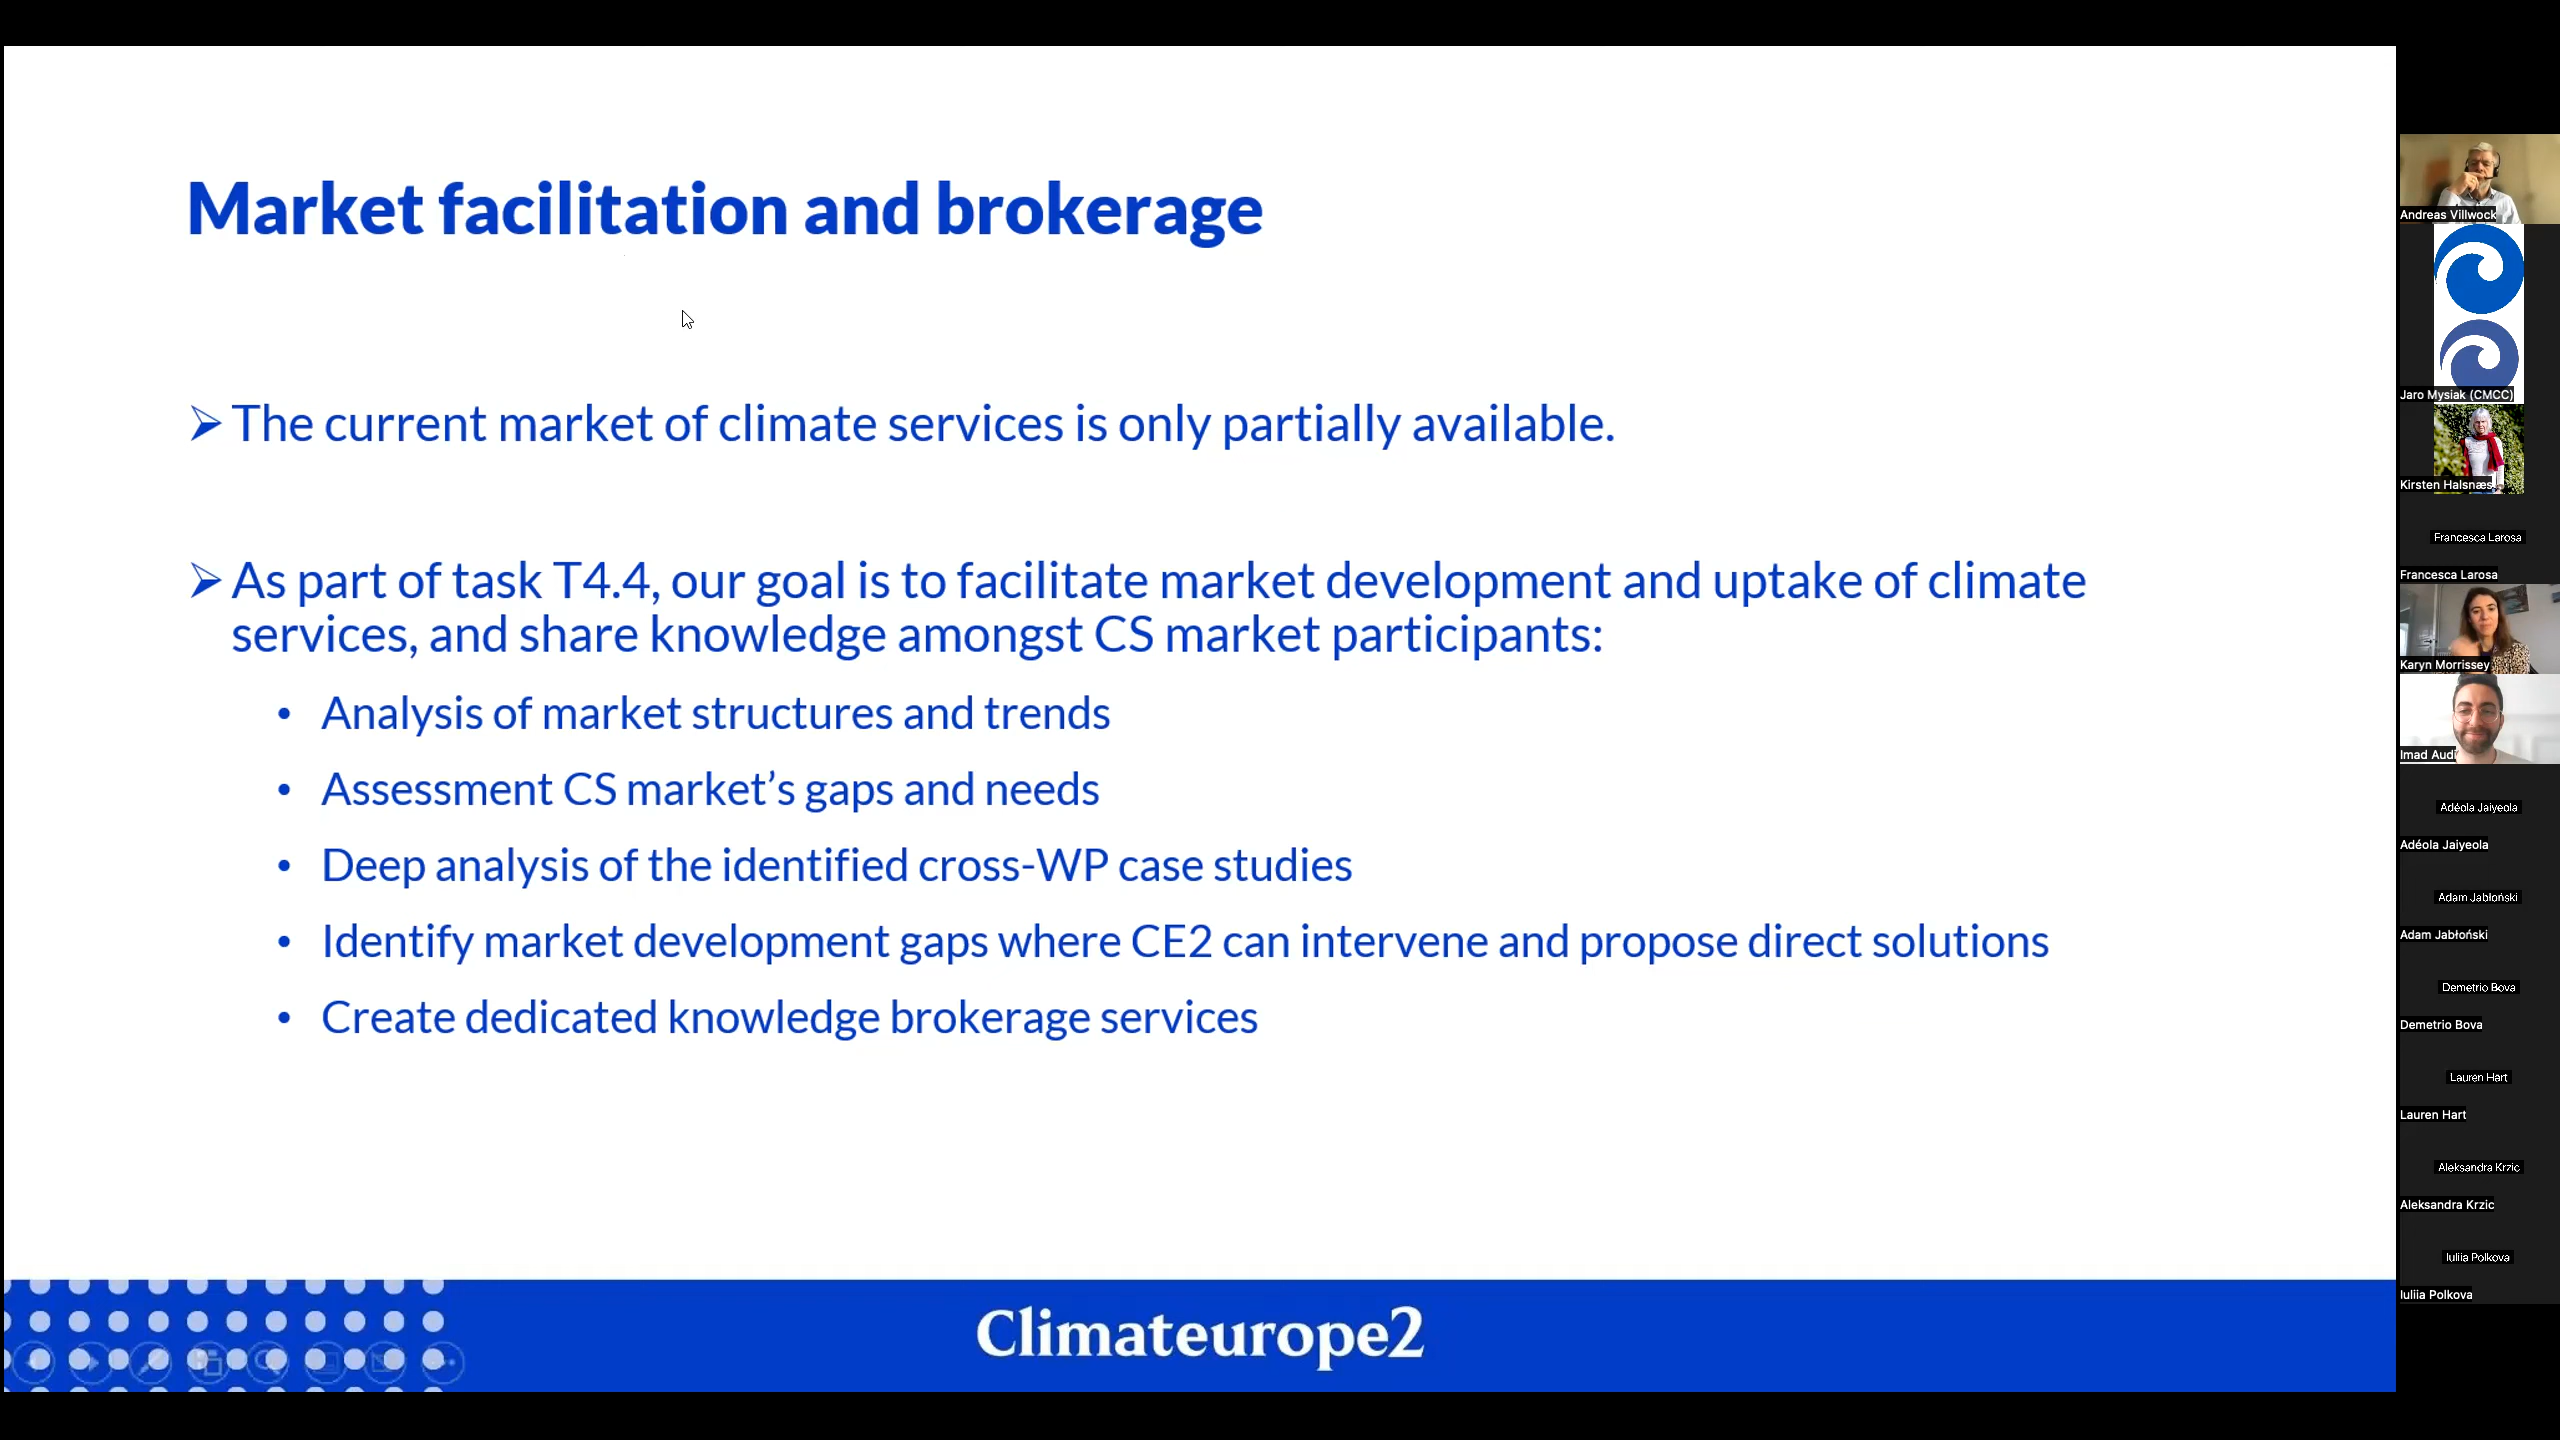 Market facilitation and brokerage
The current market of climate services is only partially available.
As part of task T4.4, our goal is to facilitate market development and uptake of climate
services, and share knowledge amongst CS market participants:
• Analysis of market structures and trends
• Assessment CS market’s gaps and needs
• Deep analysis of the identified cross-WP case studies
• Identify market development gaps where CE2 can intervene and propose direct solutions
• Create dedicated knowledge brokerage services
Climateurope2
Andreas Villwock
Jaro Mysiak (CMCC)
Kirsten Halsnæs
Francesca Larosa
Francesca Larosa
Karyn Morrissey
Imad Audi
Adéola Jaiyeola
Adéola Jaiyeola
Adam Jabłoński
Adam Jabłoński
Demetrio Bova
Demetrio Bova
Lauren Hart
Lauren Hart
Aleksandra Krzic
Aleksandra Krzic
Iuliia Polkova
Iuliia Polkova